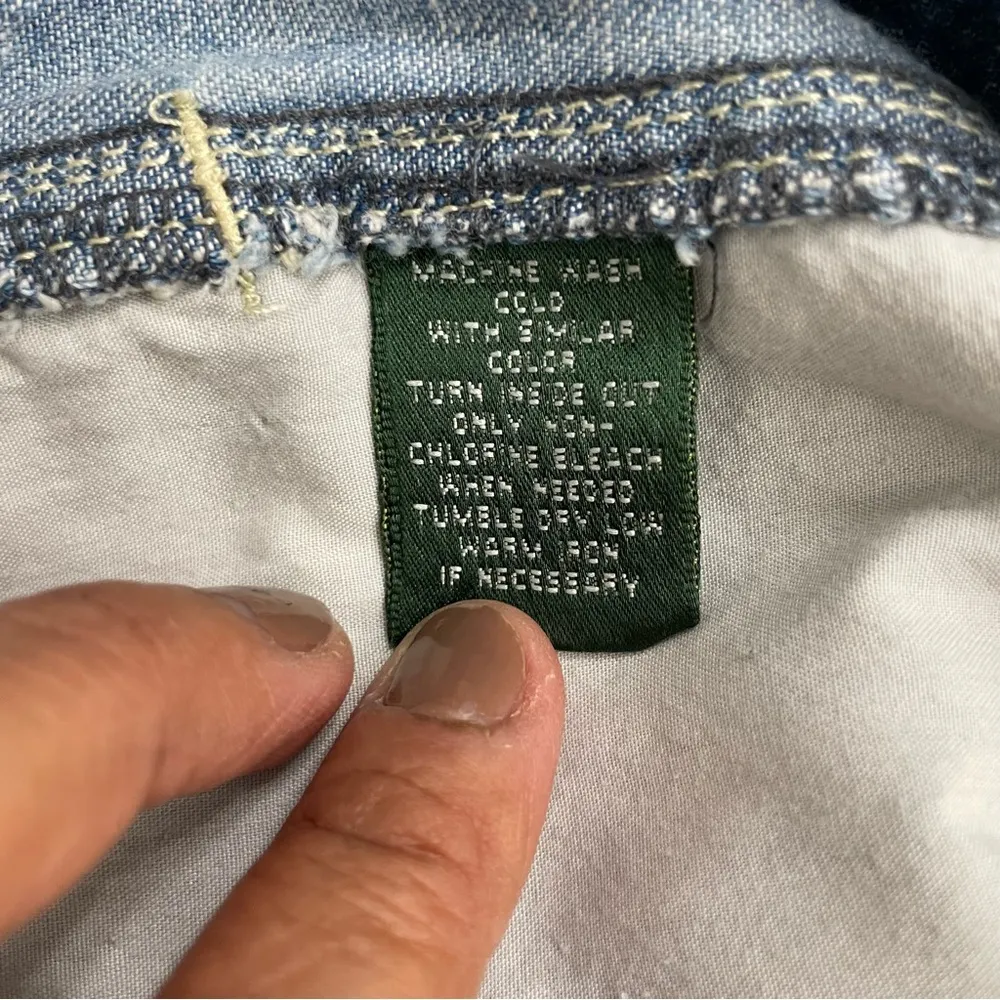 MACHINE WASH
COLD
WITH SIMILAR
COLOR
TURN INSIDE OUT
ONLY NON-
CHLORINE BLEACH
WHEN NEEDED
TUMBLE DRY LOW
WARM IRON
IF NECESSARY